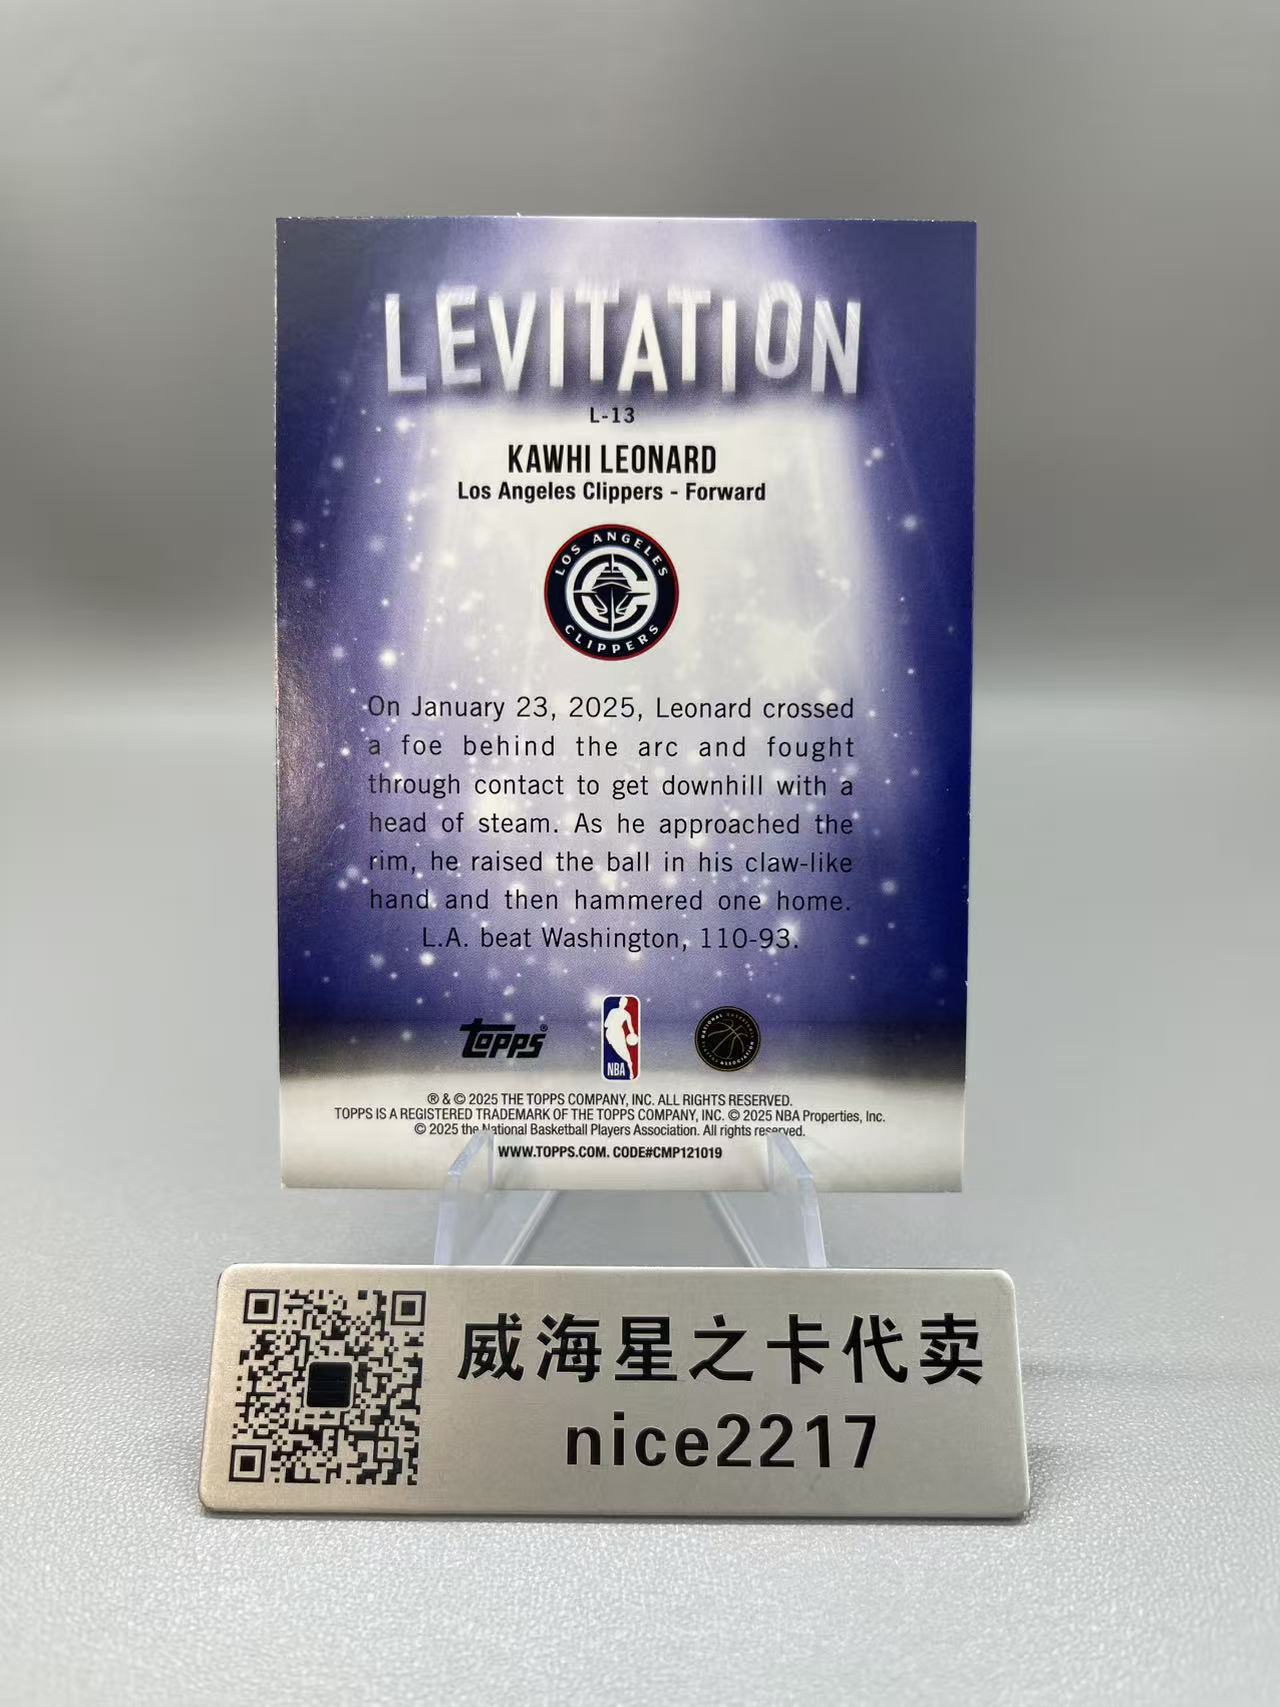 LEVITATION
L-13
KAWHI LEONARD
Los Angeles Clippers - Forward
LOS ANGELES
CLIPPERS
On January 23, 2025, Leonard crossed
a foe behind the arc and fought
through contact to get downhill with a
head of steam. As he approached the
rim, he raised the ball in his claw-like
hand and then hammered one home.
L.A. beat Washington, 110-93.
topps®
NBA
NATIONAL BASKETBALL
PLAYERS ASSOCIATION
® & © 2025 THE TOPPS COMPANY, INC. ALL RIGHTS RESERVED.
TOPPS IS A REGISTERED TRADEMARK OF THE TOPPS COMPANY, INC. © 2025 NBA Properties, Inc.
© 2025 the National Basketball Players Association. All rights reserved.
WWW.TOPPS.COM. CODE#CMP121019
威海星之卡代卖
nice2217